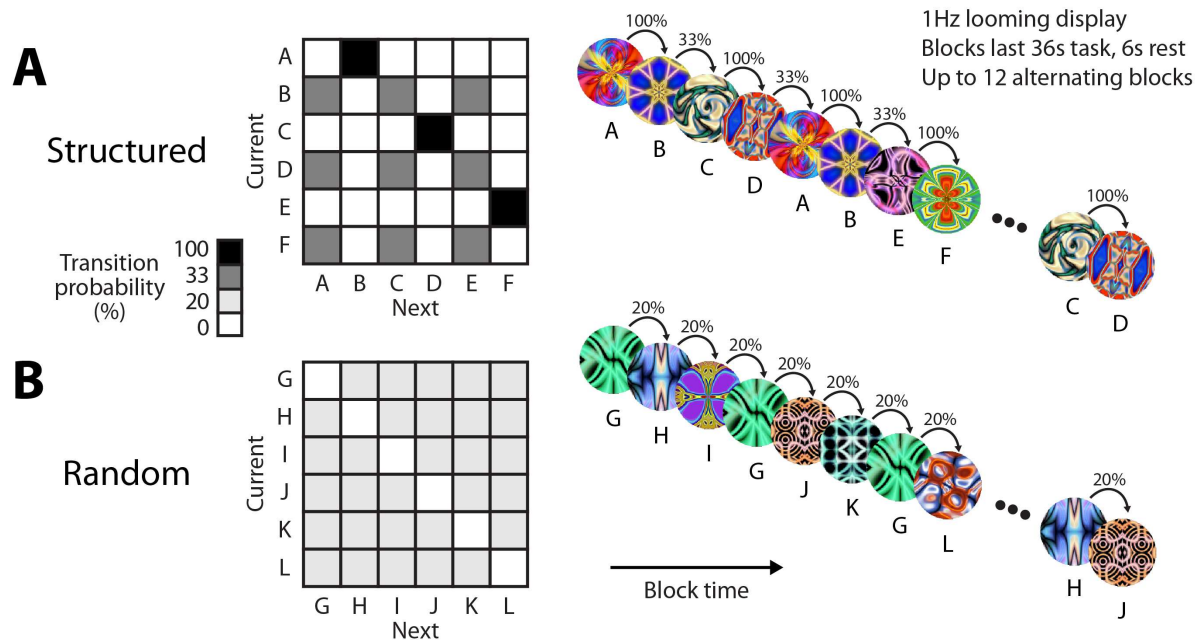 A
Structured
Current
A
B
C
D
E
F
A B C D E F
Next
Transition
probability
(%)
100
33
20
0
100%
33%
100%
33%
100%
33%
100%
100%
A
B
C
D
A
B
E
F
C
D
1Hz looming display
Blocks last 36s task, 6s rest
Up to 12 alternating blocks
B
Random
Current
G
H
I
J
K
L
G H I J K L
Next
20%
20%
20%
20%
20%
20%
20%
20%
G
H
I
G
J
K
G
L
H
J
Block time